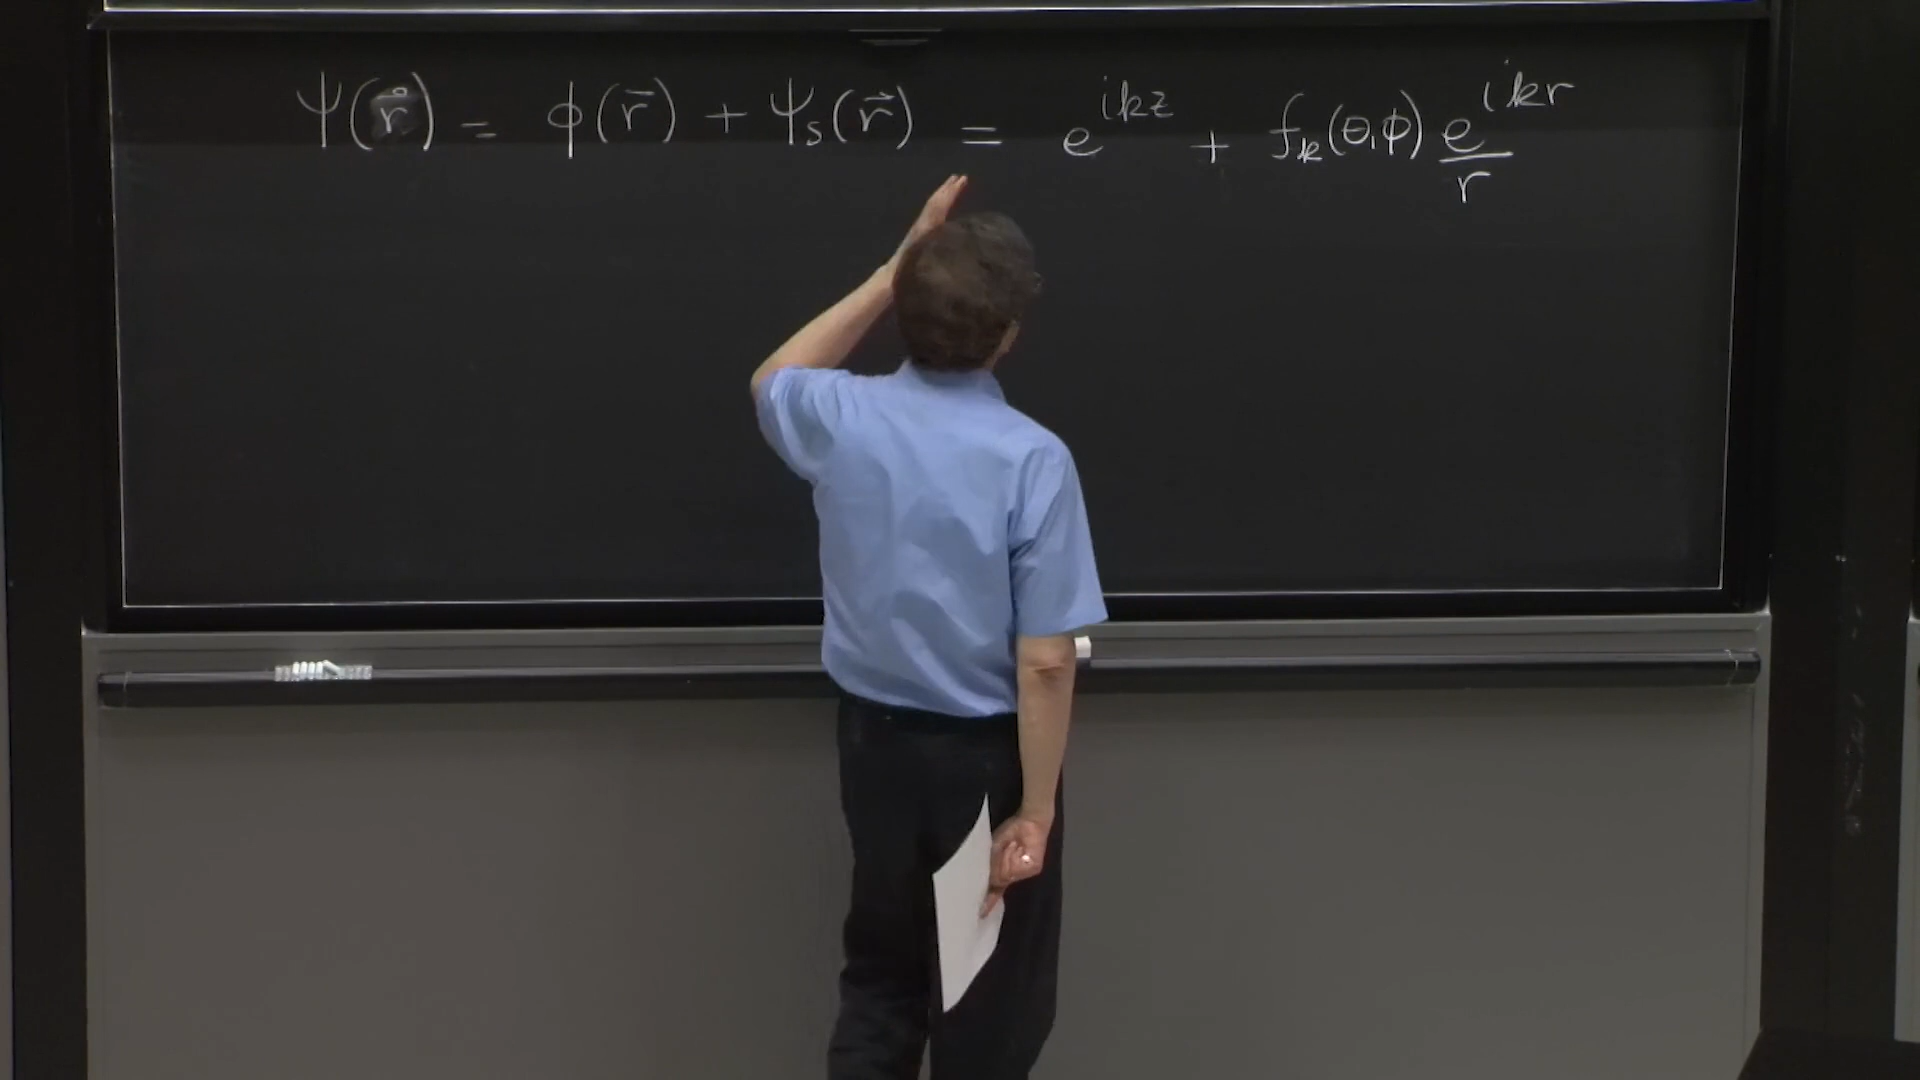 ψ(r⃗) = φ(r⃗) + ψₛ(r⃗) = e^{ikz} + fₖ(θ,φ) e^{ikr}/r